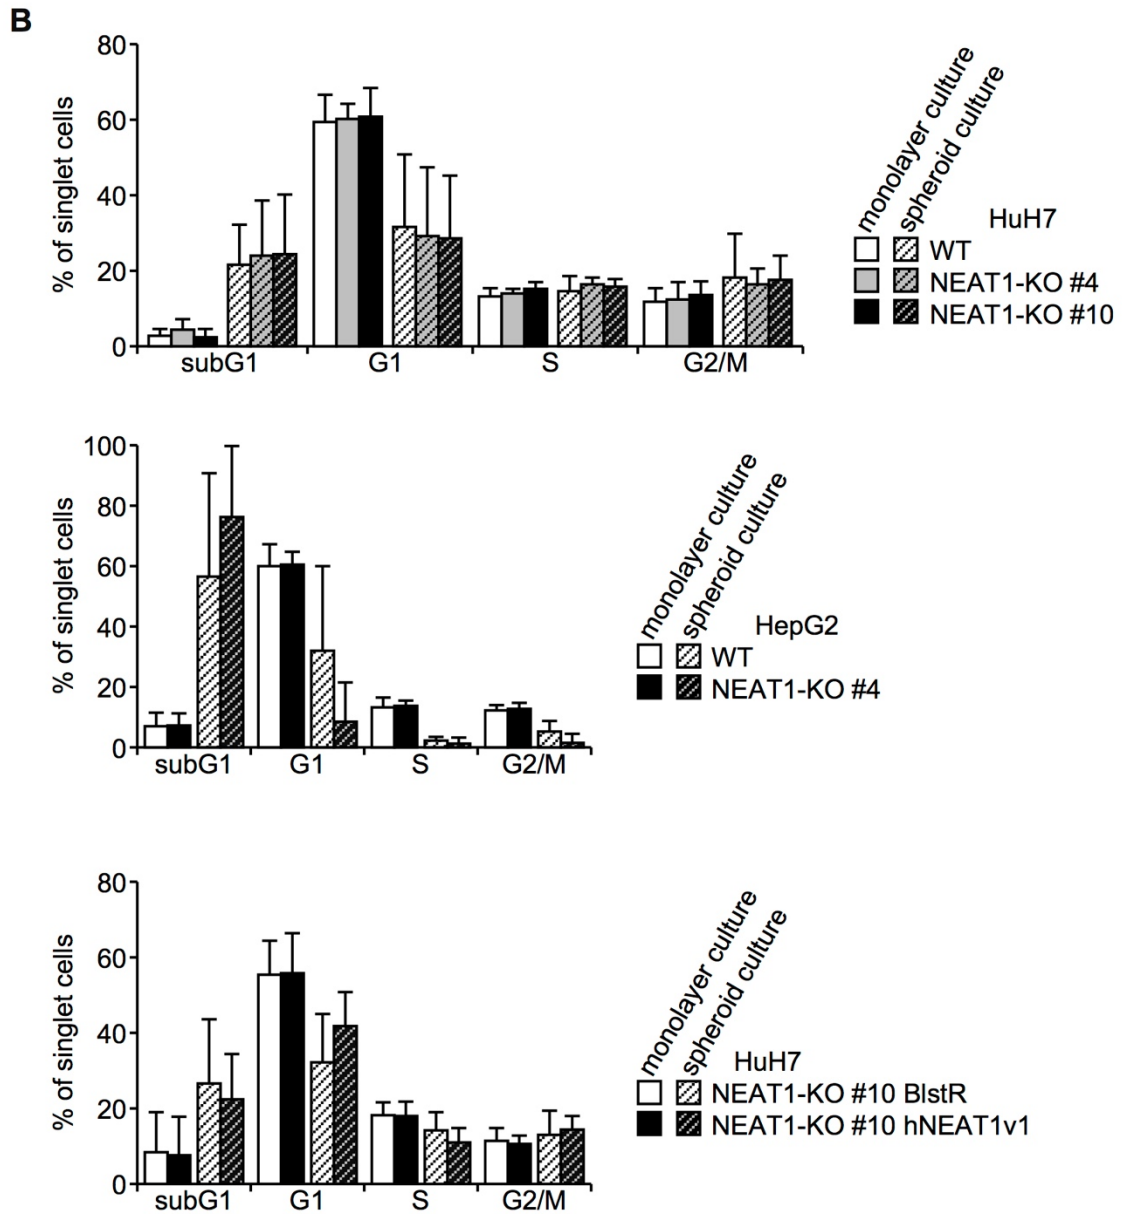 B
% of singlet cells
80
60
40
20
0
subG1 G1 S G2/M
monolayer culture
spheroid culture
HuH7
WT
NEAT1-KO #4
NEAT1-KO #10
% of singlet cells
100
80
60
40
20
0
subG1 G1 S G2/M
monolayer culture
spheroid culture
HepG2
WT
NEAT1-KO #4
% of singlet cells
80
60
40
20
0
subG1 G1 S G2/M
monolayer culture
spheroid culture
HuH7
NEAT1-KO #10 BlstR
NEAT1-KO #10 hNEAT1v1